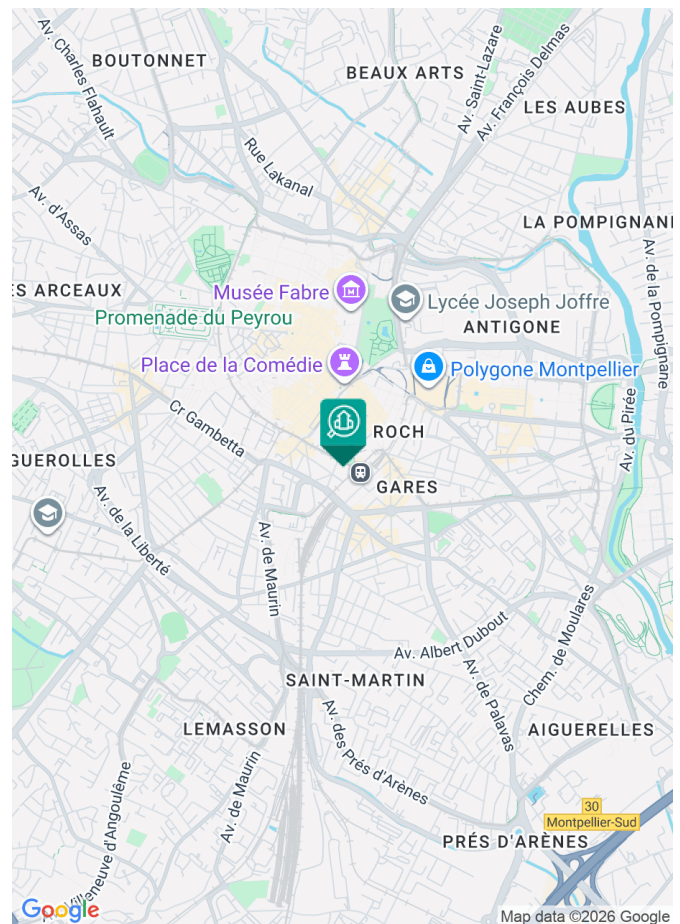 Av. Charles Flahault
BOUTONNET
BEAUX ARTS
Av. Saint-Lazare
Av. François Delmas
LES AUBES
Rue Lakanal
Av. d'Assas
LA POMPIGNANE
Av. de la Pompignane
ES ARCEAUX
Musée Fabre
Lycée Joseph Joffre
Promenade du Peyrou
ANTIGONE
Place de la Comédie
Polygone Montpellier
Av. du Pirée
Cr Gambetta
ROCH
GUEROLLES
GARES
Av. de la Liberté
Av. de Maurin
Av. Albert Dubout
Chem. de Moulares
SAINT-MARTIN
Av. de Palavas
LEMASSON
Av. des Prés d'Arènes
AIGUERELLES
Av. de Maurin
Villeneuve d'Angoulême
30
Montpellier-Sud
PRÉS D'ARÈNES
Google
Map data ©2026 Google